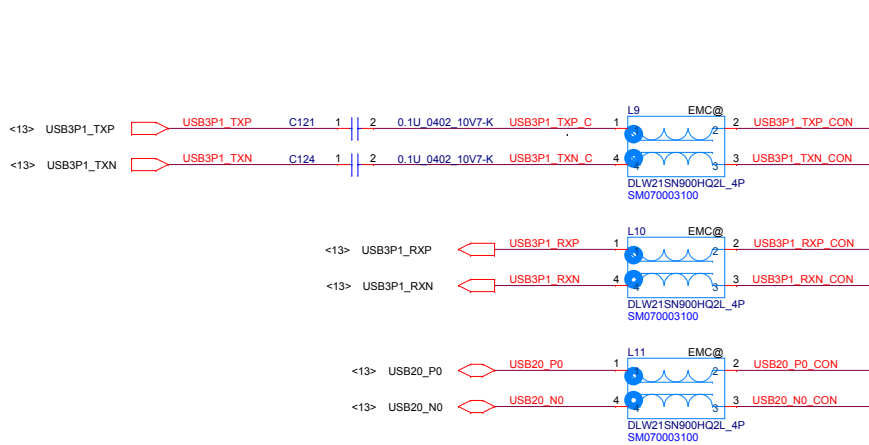 L9 EMC@
<13> USB3P1_TXP USB3P1_TXP C121 1 2 0.1U_0402_10V7-K USB3P1_TXP_C 1 1 2 2 USB3P1_TXP_CON
<13> USB3P1_TXN USB3P1_TXN C124 1 2 0.1U_0402_10V7-K USB3P1_TXN_C 4 4 3 3 USB3P1_TXN_CON
DLW21SN900HQ2L_4P
SM070003100
L10 EMC@
<13> USB3P1_RXP USB3P1_RXP 1 1 2 2 USB3P1_RXP_CON
<13> USB3P1_RXN USB3P1_RXN 4 4 3 3 USB3P1_RXN_CON
DLW21SN900HQ2L_4P
SM070003100
L11 EMC@
<13> USB20_P0 USB20_P0 1 1 2 2 USB20_P0_CON
<13> USB20_N0 USB20_N0 4 4 3 3 USB20_N0_CON
DLW21SN900HQ2L_4P
SM070003100